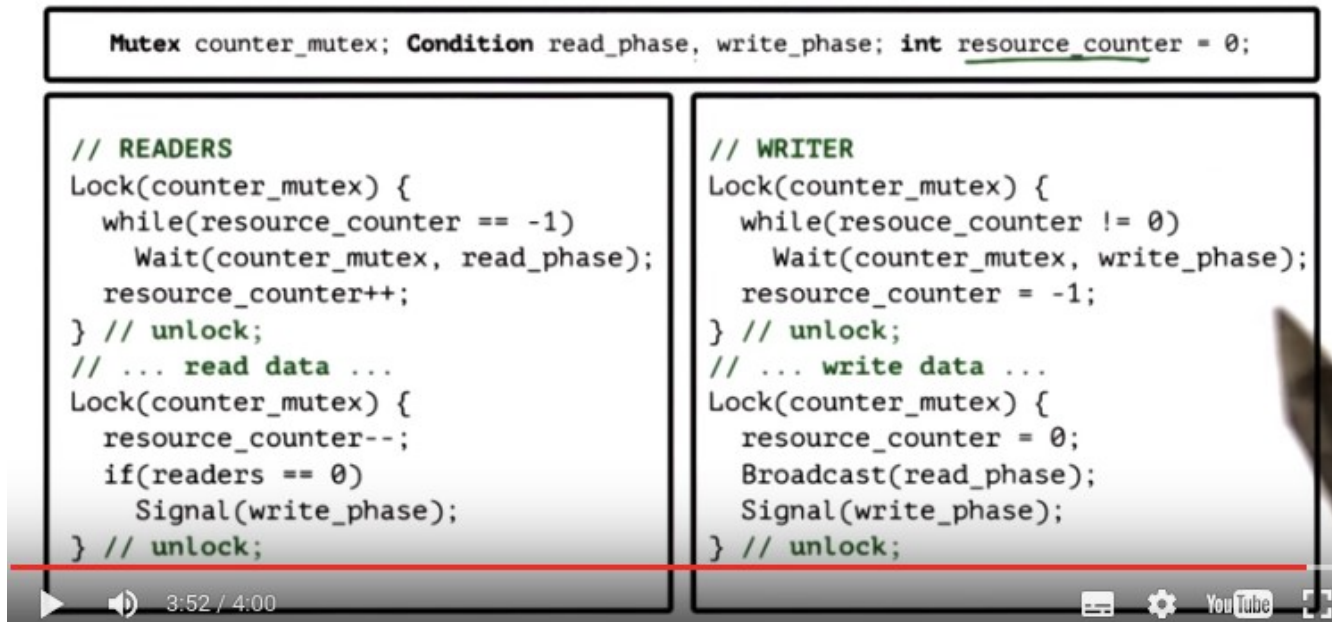 Mutex counter_mutex; Condition read_phase, write_phase; int resource_counter = 0;
// READERS
Lock(counter_mutex) {
while(resource_counter == -1)
Wait(counter_mutex, read_phase);
resource_counter++;
} // unlock;
// ... read data ...
Lock(counter_mutex) {
resource_counter--;
if(readers == 0)
Signal(write_phase);
} // unlock;
// WRITER
Lock(counter_mutex) {
while(resouce_counter != 0)
Wait(counter_mutex, write_phase);
resource_counter = -1;
} // unlock;
// ... write data ...
Lock(counter_mutex) {
resource_counter = 0;
Broadcast(read_phase);
Signal(write_phase);
} // unlock;
3:52 / 4:00
YouTube